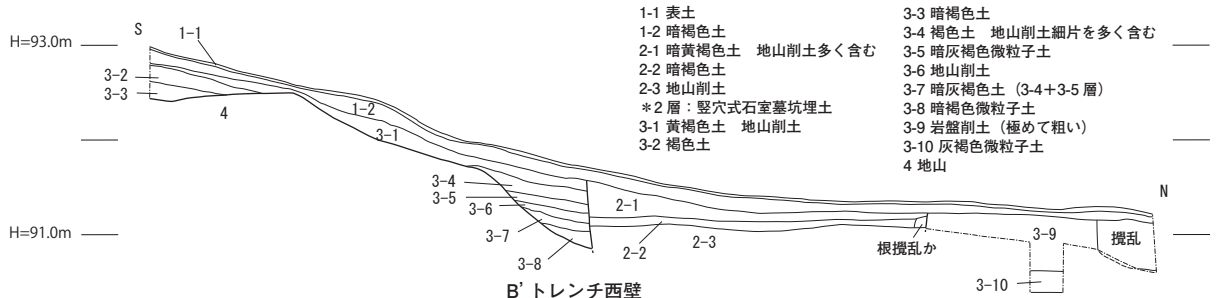 1-1 表土
1-2 暗褐色土
2-1 暗黄褐色土 地山削土多く含む
2-2 暗褐色土
2-3 地山削土
*2 層：竪穴式石室墓坑埋土
3-1 黄褐色土 地山削土
3-2 褐色土
3-3 暗褐色土
3-4 褐色土 地山削土細片を多く含む
3-5 暗灰褐色微粒子土
3-6 地山削土
3-7 暗灰褐色土（3-4+3-5 層）
3-8 暗褐色微粒子土
3-9 岩盤削土（極めて粗い）
3-10 灰褐色微粒子土
4 地山
H=93.0m
S
1-1
3-2
3-3
4
1-2
3-1
3-4
3-5
3-6
3-7
3-8
2-1
2-2
2-3
N
H=91.0m
根攪乱か
3-9
攪乱
3-10
B' トレンチ西壁